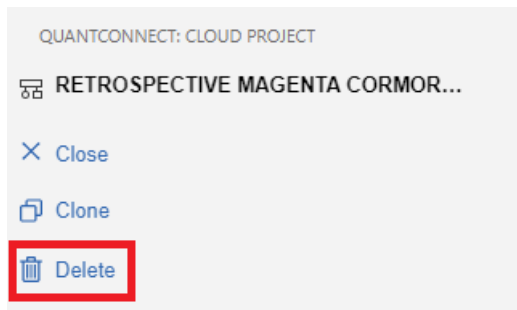 QUANTCONNECT: CLOUD PROJECT
RETROSPECTIVE MAGENTA CORMOR...
Close
Clone
Delete